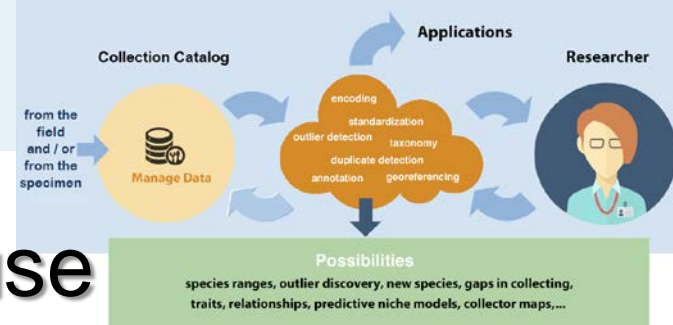 Applications
Collection Catalog
Researcher
from the
field
and / or
from the
specimen
Manage Data
encoding
standardization
outlier detection
taxonomy
duplicate detection
annotation
georeferencing
use
Possibilities
species ranges, outlier discovery, new species, gaps in collecting,
traits, relationships, predictive niche models, collector maps,...